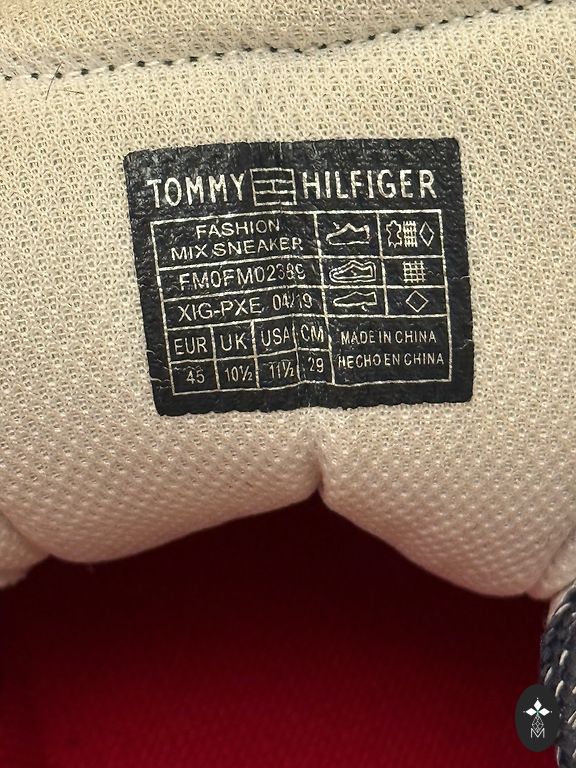 TOMMY HILFIGER
FASHION
MIX SNEAKER
FM0FM02389
XIG-PXE 04/19
EUR UK USA CM
45 10½ 11½ 29
MADE IN CHINA
HECHO EN CHINA
M